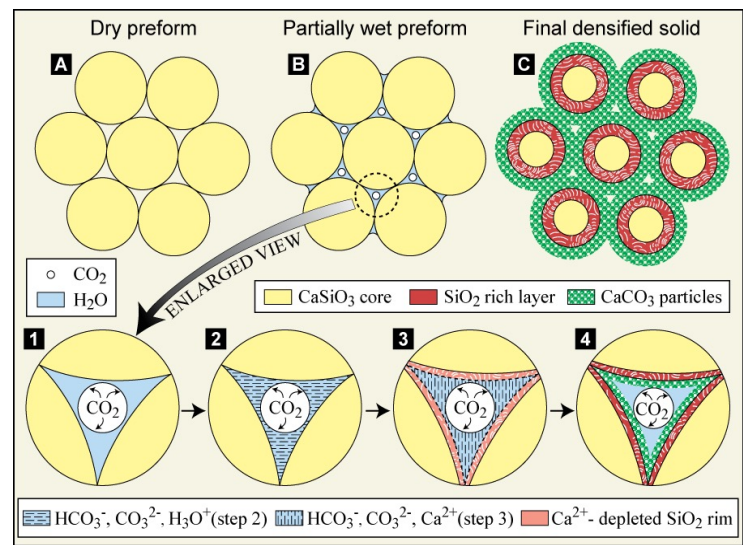 Dry preform
Partially wet preform
Final densified solid
A
B
C
CO₂
H₂O
ENLARGED VIEW
CaSiO₃ core
SiO₂ rich layer
CaCO₃ particles
1
2
3
4
CO₂
CO₂
CO₂
CO₂
HCO₃⁻, CO₃²⁻, H₃O⁺(step 2)
HCO₃⁻, CO₃²⁻, Ca²⁺(step 3)
Ca²⁺- depleted SiO₂ rim